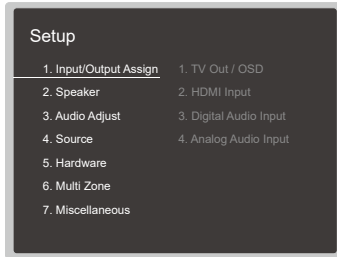 Setup
1. Input/Output Assign
2. Speaker
3. Audio Adjust
4. Source
5. Hardware
6. Multi Zone
7. Miscellaneous
1. TV Out / OSD
2. HDMI Input
3. Digital Audio Input
4. Analog Audio Input